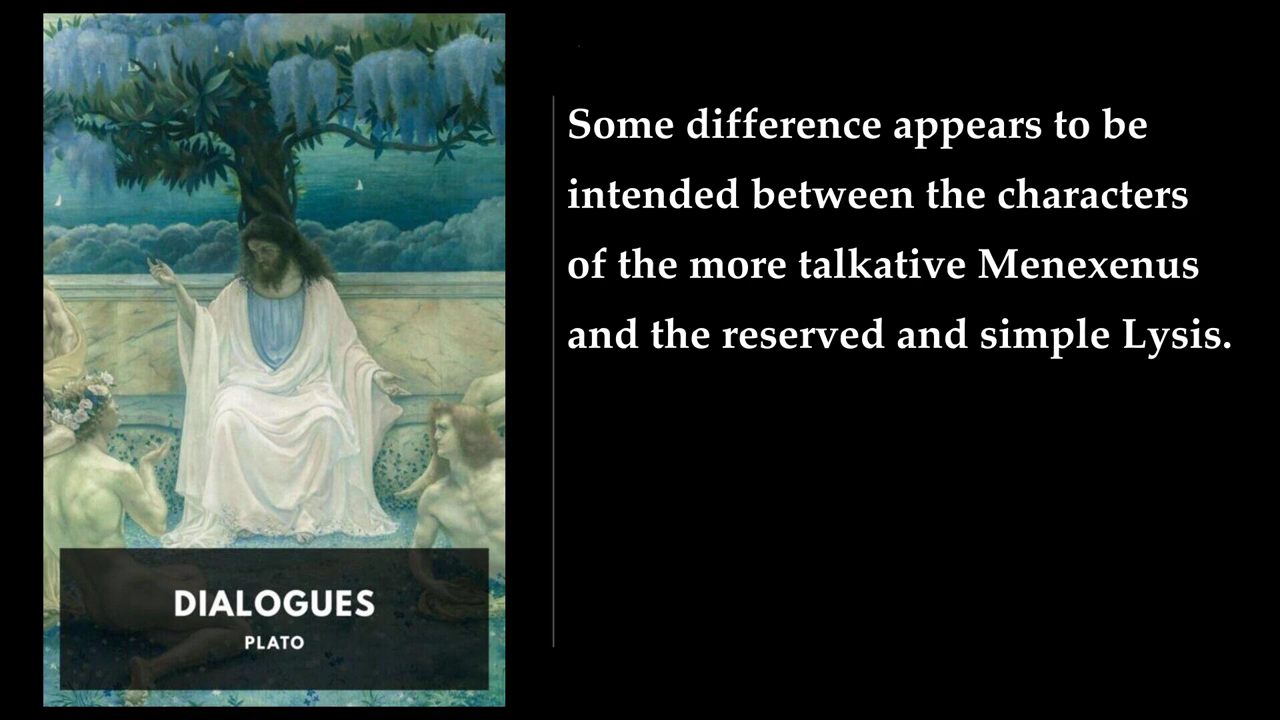 Some difference appears to be
intended between the characters
of the more talkative Menexenus
and the reserved and simple Lysis.
DIALOGUES
PLATO